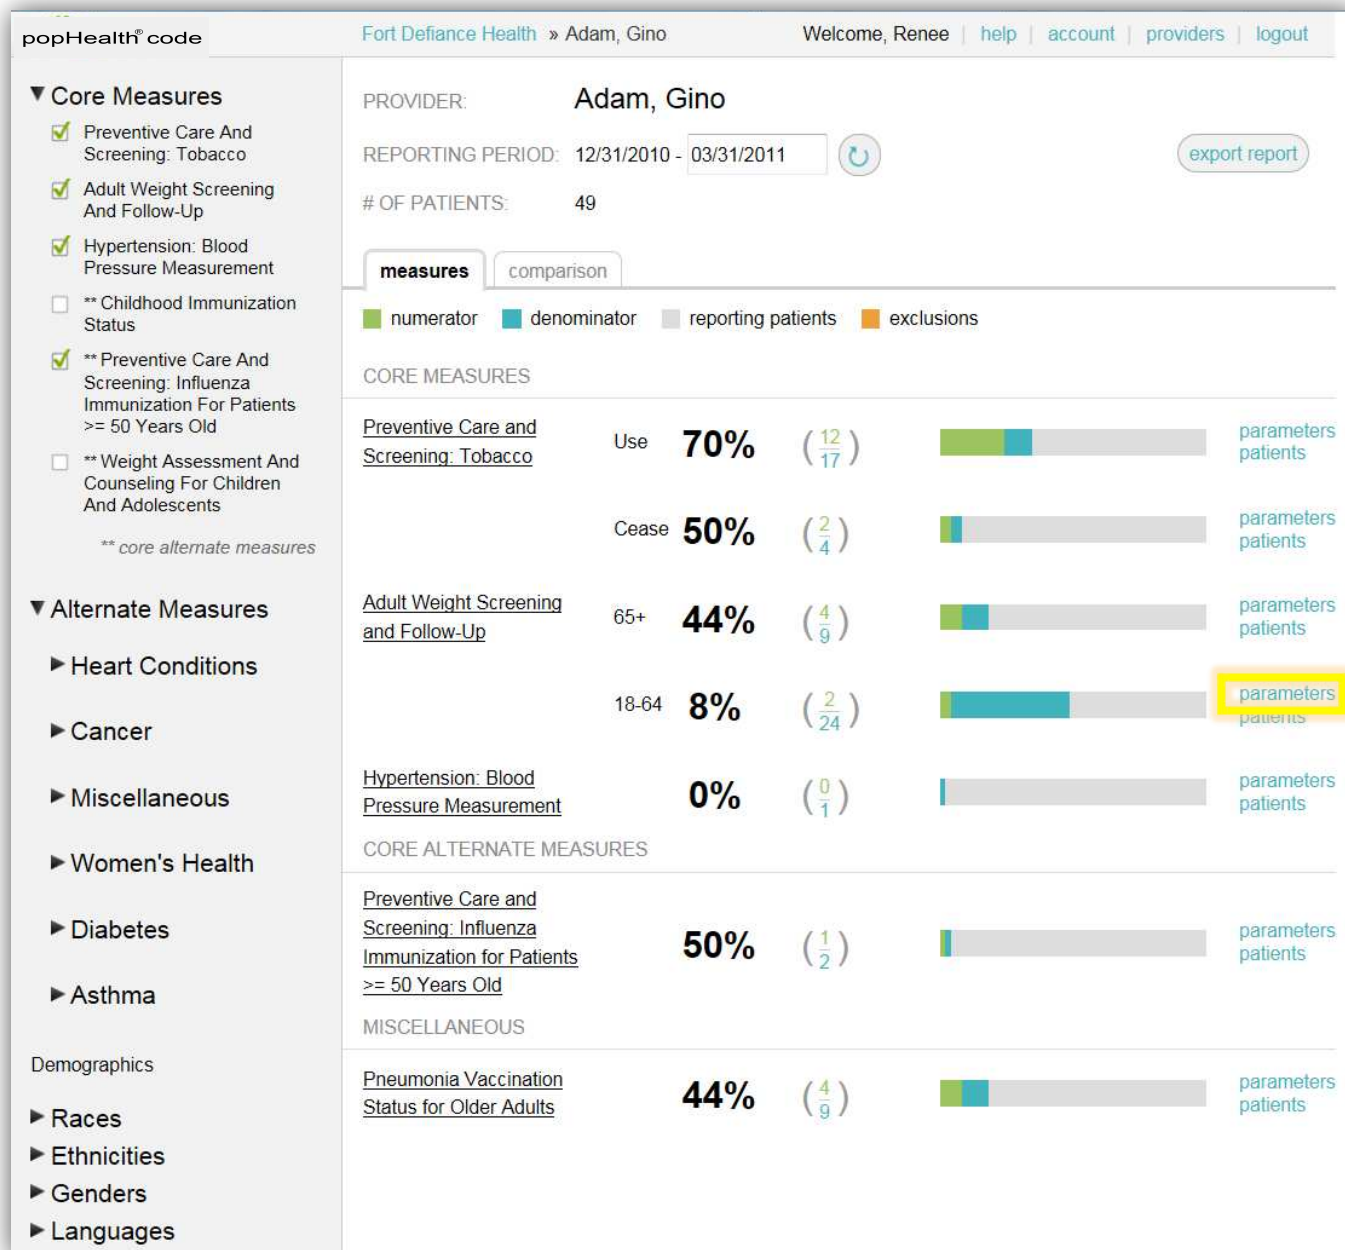 popHealth® code
Fort Defiance Health » Adam, Gino
Welcome, Renee | help | account | providers | logout
Core Measures
Preventive Care And
Screening: Tobacco
Adult Weight Screening
And Follow-Up
Hypertension: Blood
Pressure Measurement
** Childhood Immunization
Status
** Preventive Care And
Screening: Influenza
Immunization For Patients
>= 50 Years Old
** Weight Assessment And
Counseling For Children
And Adolescents
** core alternate measures
Alternate Measures
Heart Conditions
Cancer
Miscellaneous
Women's Health
Diabetes
Asthma
Demographics
Races
Ethnicities
Genders
Languages
PROVIDER: Adam, Gino
REPORTING PERIOD: 12/31/2010 - 03/31/2011
export report
# OF PATIENTS: 49
measures comparison
numerator denominator reporting patients exclusions
CORE MEASURES
Preventive Care and
Screening: Tobacco
Use 70% (12/17)
parameters
patients
Cease 50% (2/4)
parameters
patients
Adult Weight Screening
and Follow-Up
65+ 44% (4/9)
parameters
patients
18-64 8% (2/24)
parameters
patients
Hypertension: Blood
Pressure Measurement
0% (0/1)
parameters
patients
CORE ALTERNATE MEASURES
Preventive Care and
Screening: Influenza
Immunization for Patients
>= 50 Years Old
50% (1/2)
parameters
patients
MISCELLANEOUS
Pneumonia Vaccination
Status for Older Adults
44% (4/9)
parameters
patients